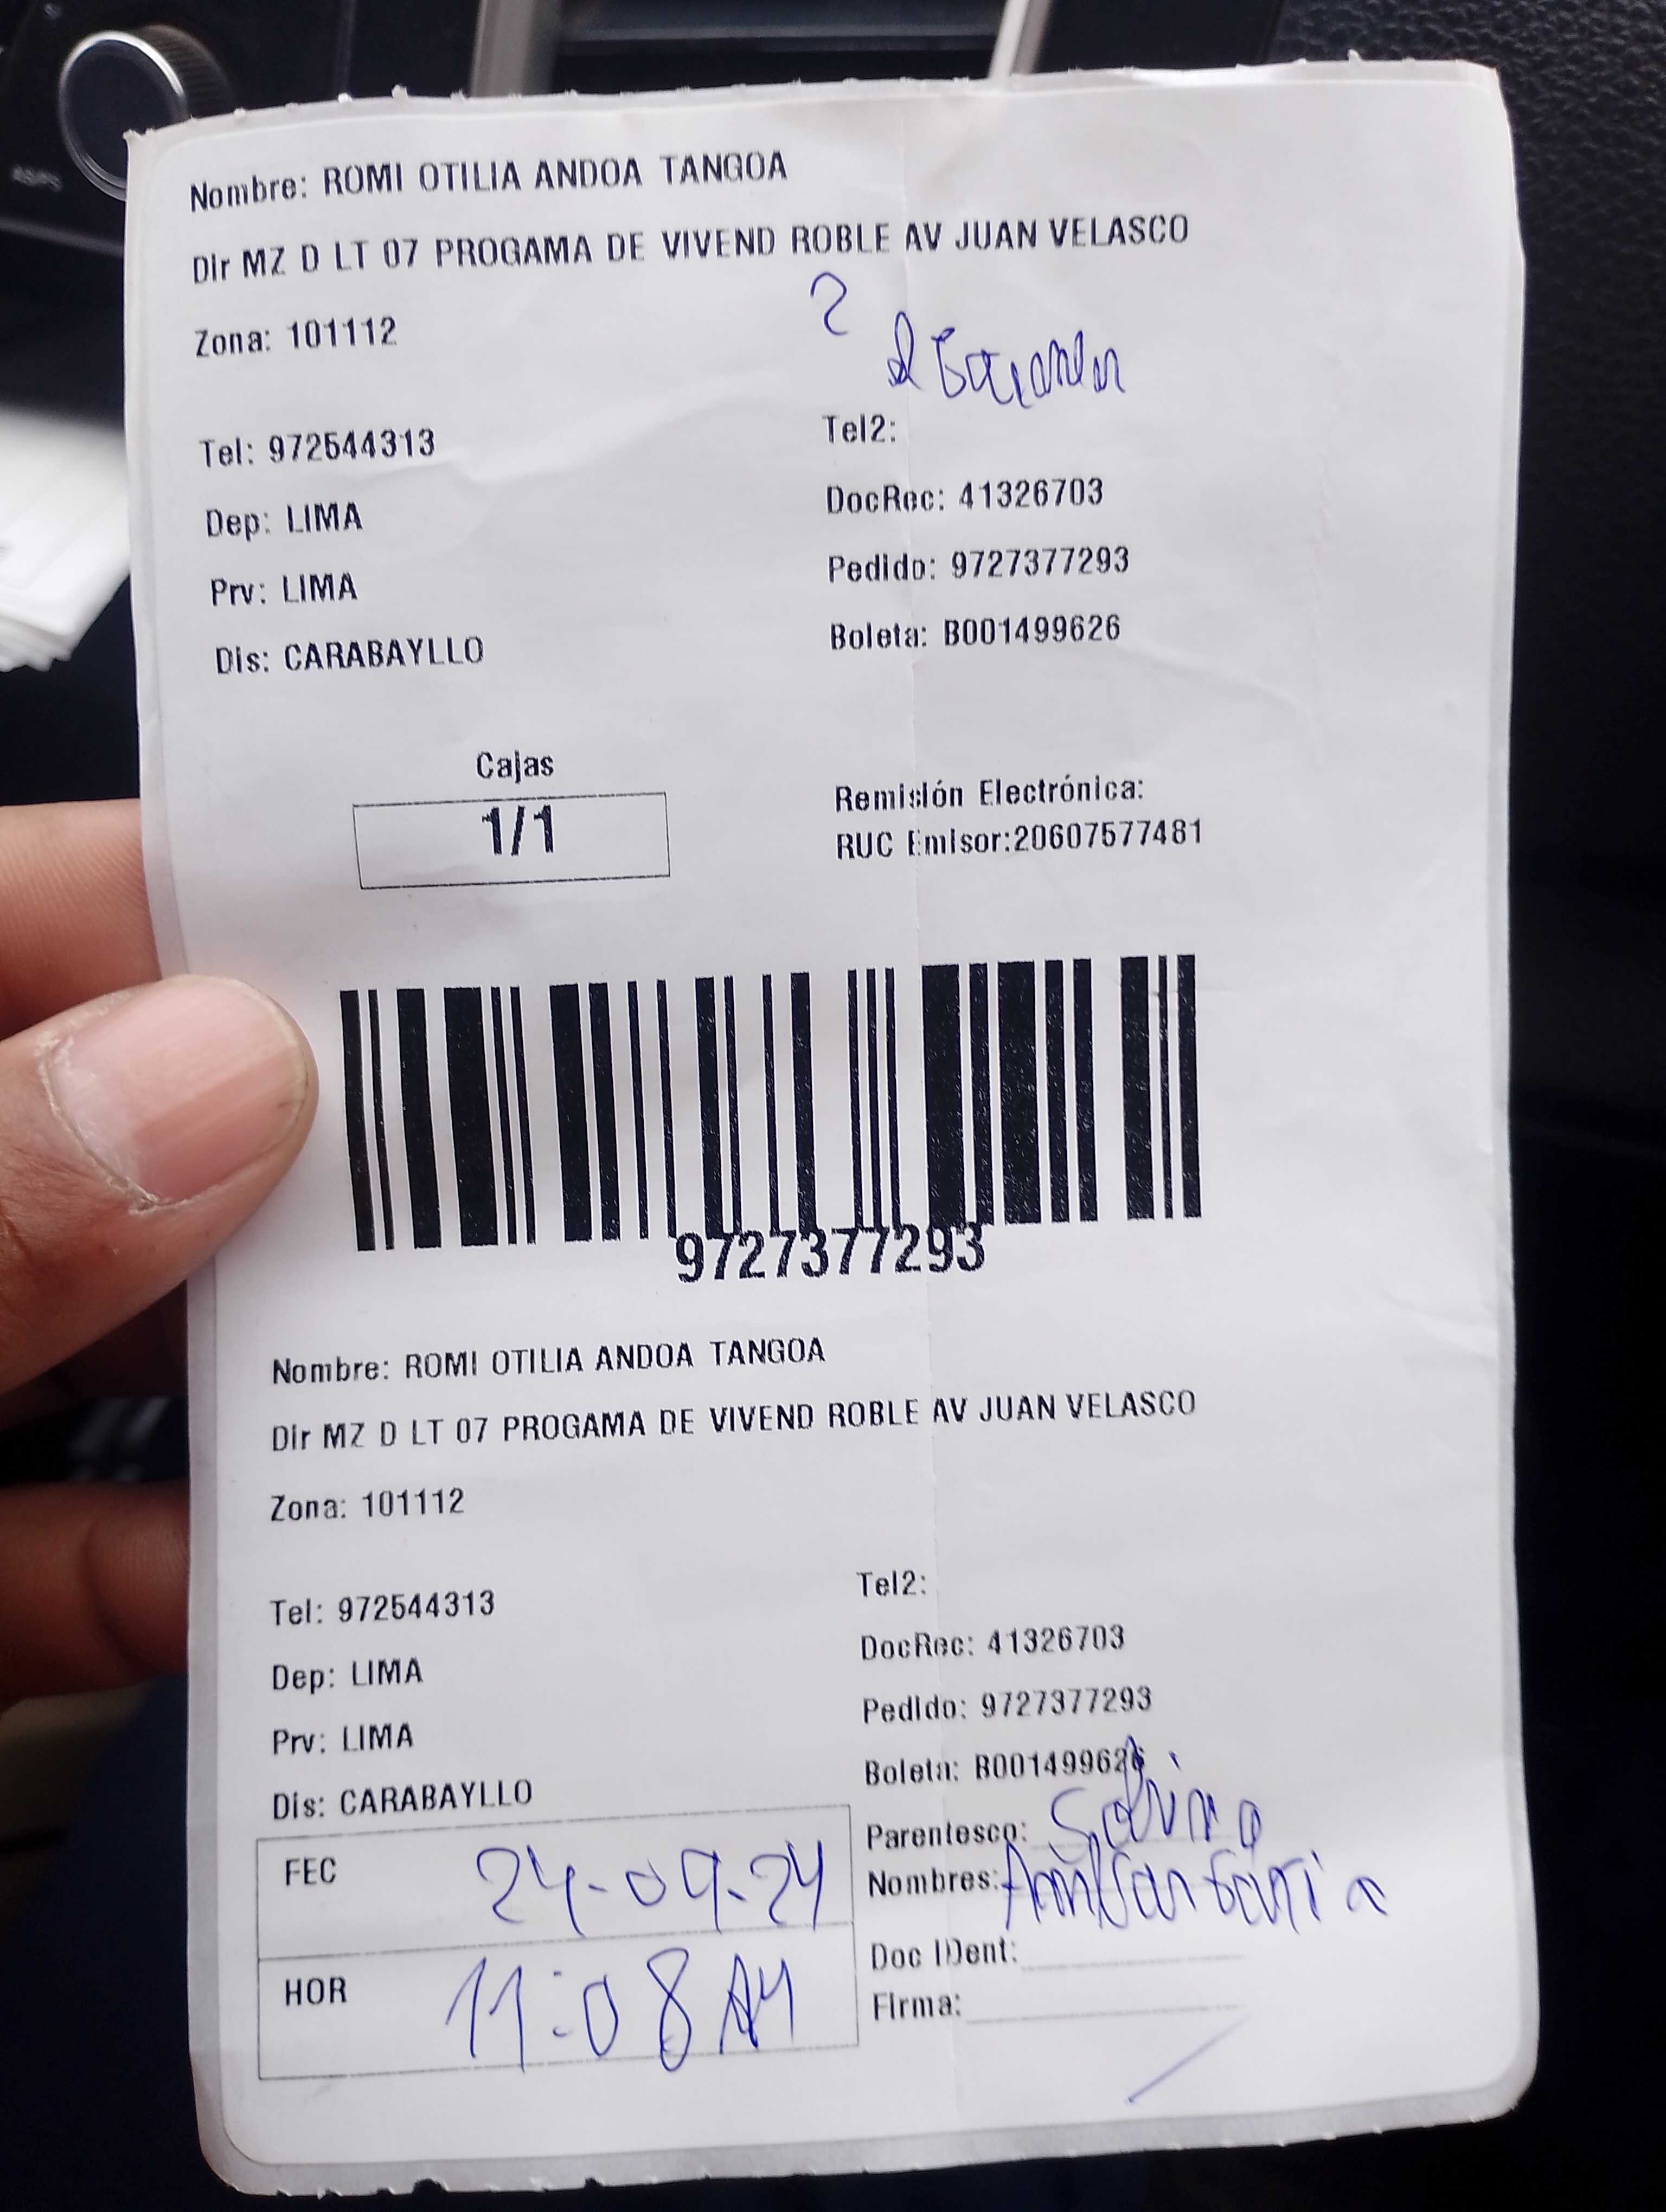 Nombre: ROMI OTILIA ANDOA TANGOA
Dir MZ D LT 07 PROGAMA DE VIVEND ROBLE AV JUAN VELASCO
Zona: 101112
2
Tel: 972544313
Tel2:
Dep: LIMA
DocRec: 41326703
Prv: LIMA
Pedido: 9727377293
Dis: CARABAYLLO
Boleta: B001499626
Cajas
1/1
Remisión Electrónica:
RUC Emisor:20607577481
9727377293
Nombre: ROMI OTILIA ANDOA TANGOA
Dir MZ D LT 07 PROGAMA DE VIVEND ROBLE AV JUAN VELASCO
Zona: 101112
Tel: 972544313
Tel2:
Dep: LIMA
DocRec: 41326703
Prv: LIMA
Pedido: 9727377293
Dis: CARABAYLLO
Boleta: B001499626
FEC 24-09-24
Parentesco: Sobrina
Nombres:
HOR 11:08 AM
Doc IDent:
Firma: